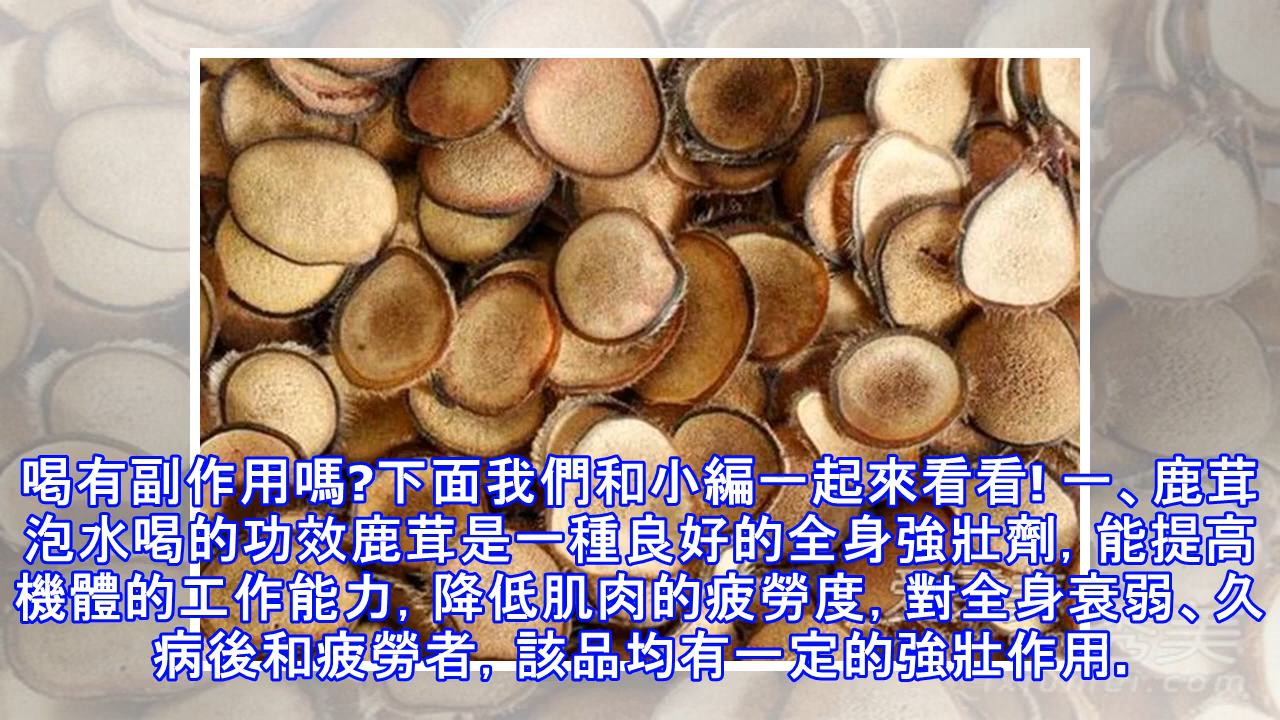 喝有副作用嗎?下面我們和小編一起來看看! 一、鹿茸
泡水喝的功效鹿茸是一種良好的全身強壯劑, 能提高
機體的工作能力, 降低肌肉的疲勞度, 對全身衰弱、久
病後和疲勞者, 該品均有一定的強壯作用.